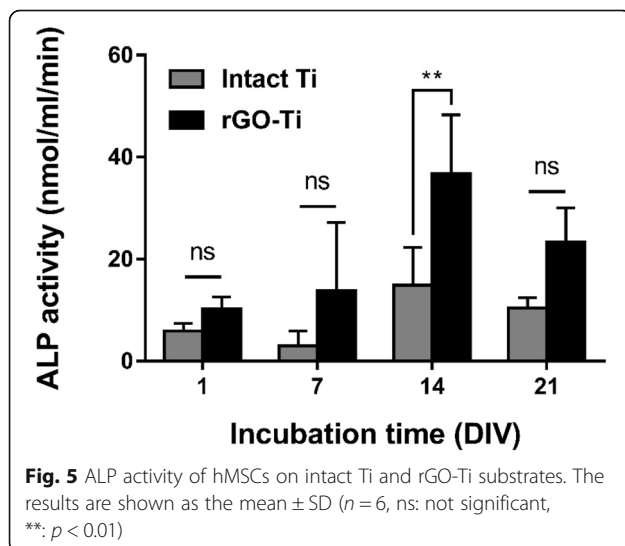 60
40
20
0
ALP activity (nmol/ml/min)
Intact Ti
rGO-Ti
ns
ns
**
ns
1 7 14 21
Incubation time (DIV)
Fig. 5 ALP activity of hMSCs on intact Ti and rGO-Ti substrates. The
results are shown as the mean ± SD (n = 6, ns: not significant,
**: p < 0.01)